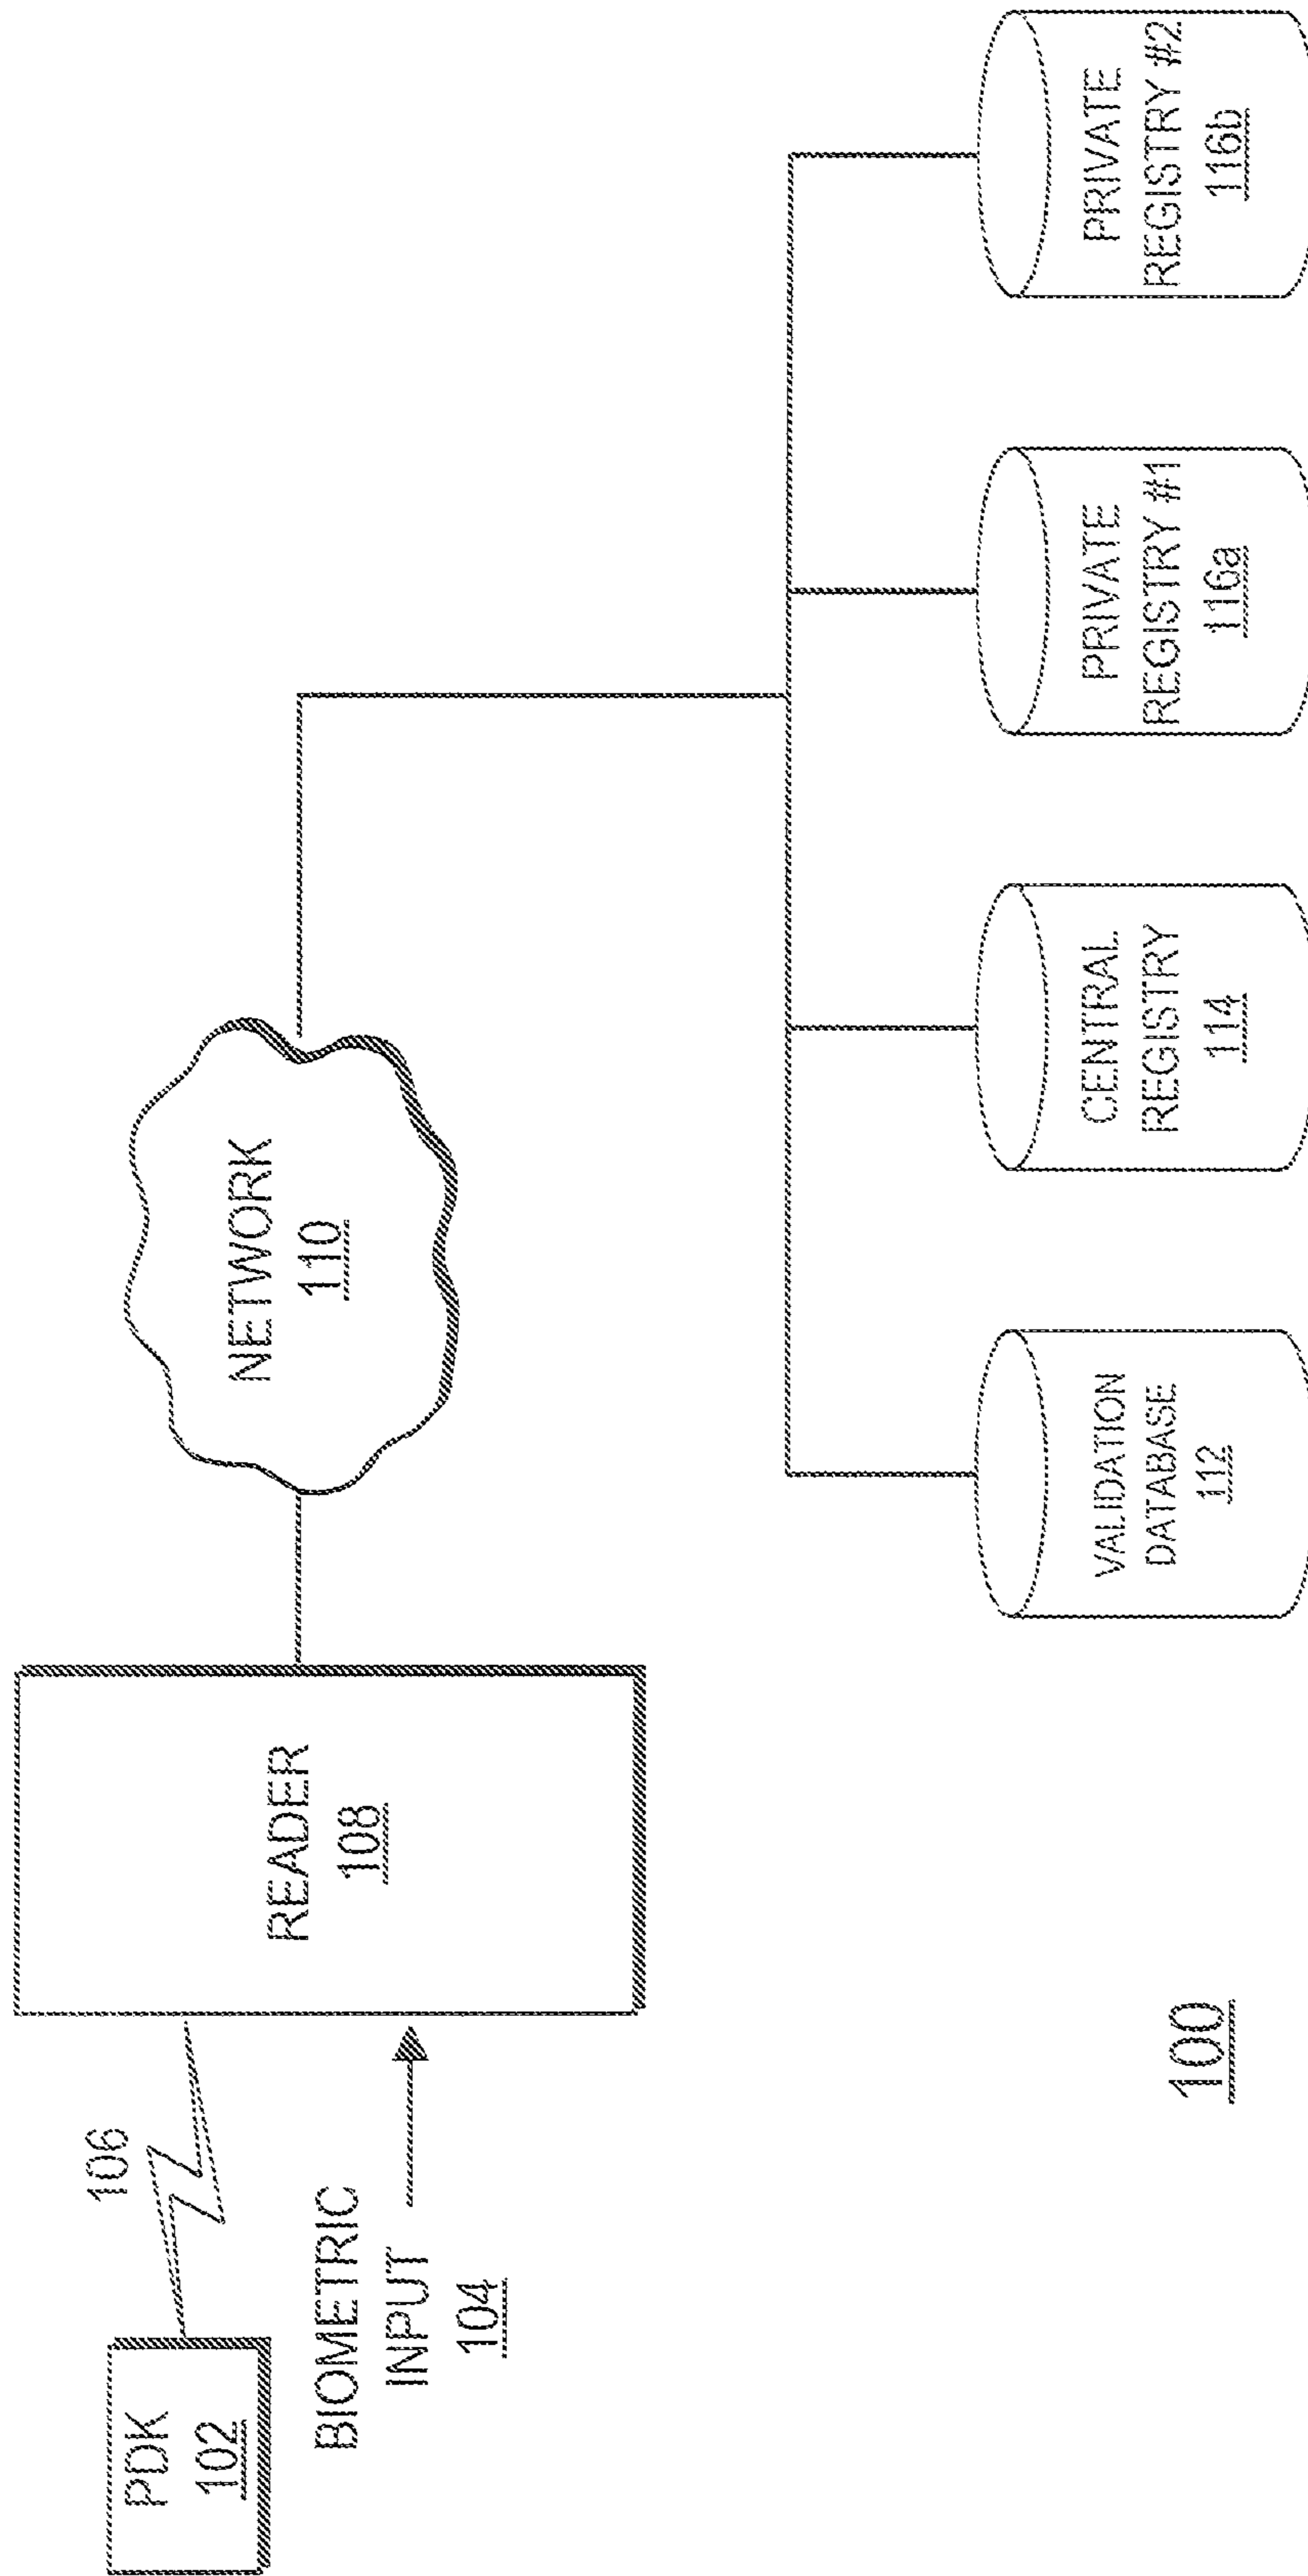 PDK
102
106
BIOMETRIC
INPUT
104
READER
108
NETWORK
110
VALIDATION
DATABASE
112
CENTRAL
REGISTRY
114
PRIVATE
REGISTRY #1
116a
PRIVATE
REGISTRY #2
116b
100